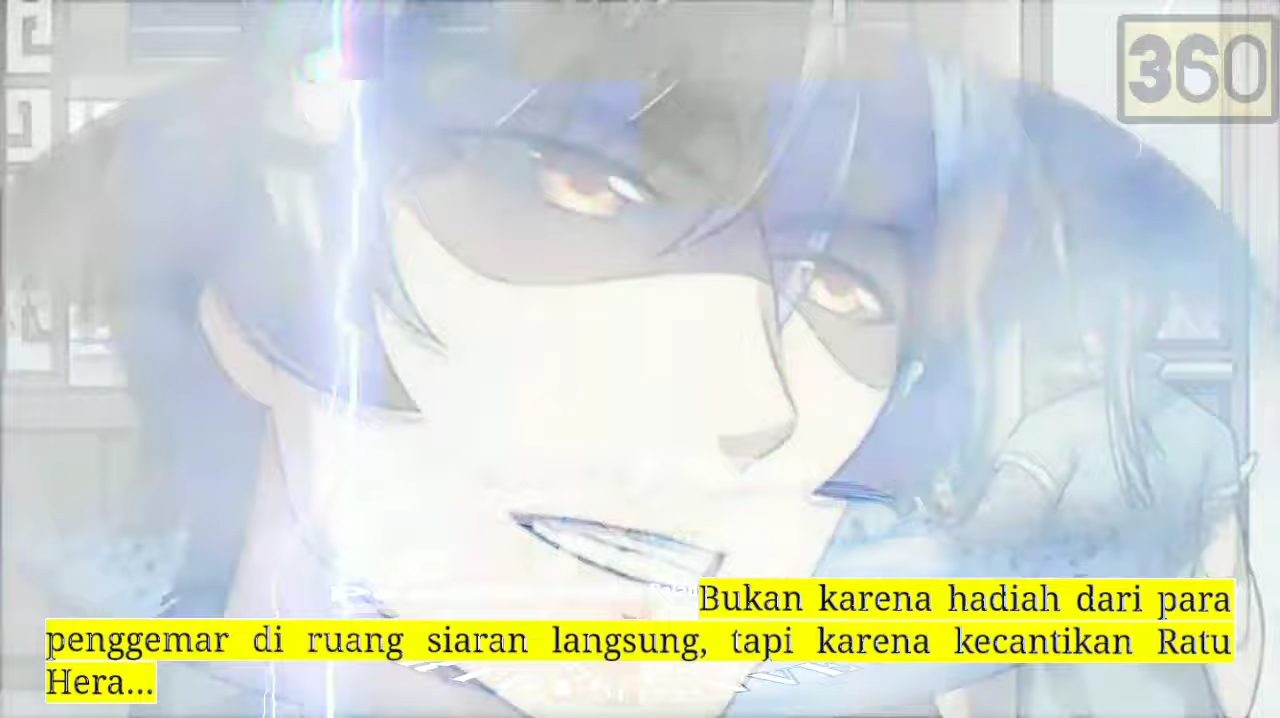 360
Bukan karena hadiah dari para
penggemar di ruang siaran langsung, tapi karena kecantikan Ratu
Hera...